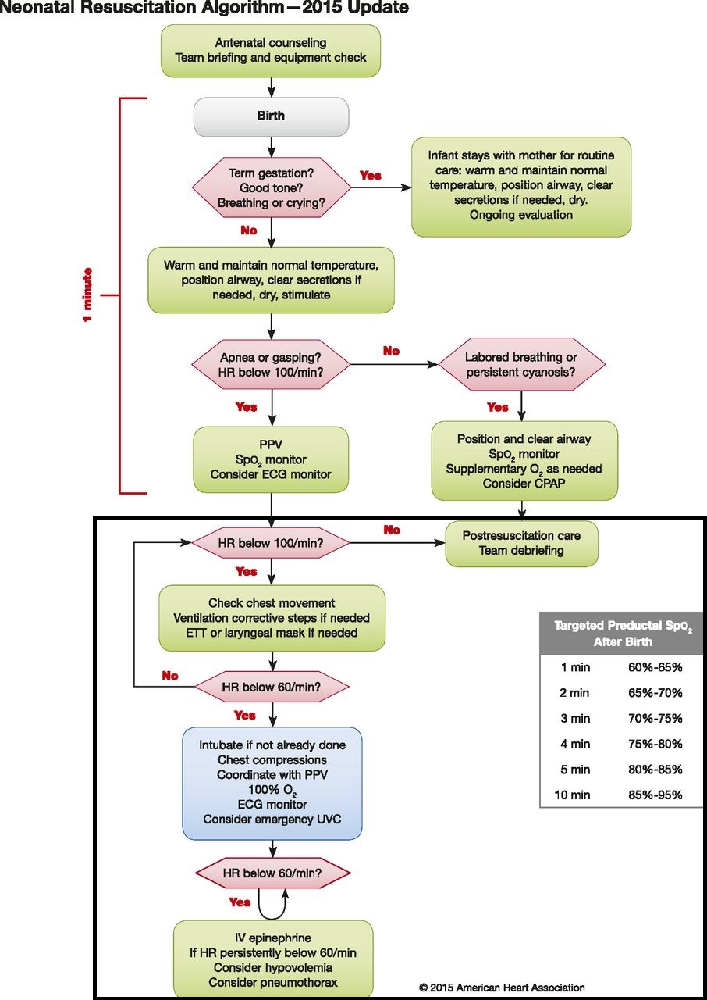 Neonatal Resuscitation Algorithm—2015 Update
Antenatal counseling
Team briefing and equipment check
Birth
Term gestation?
Good tone?
Breathing or crying?
Yes
Infant stays with mother for routine
care: warm and maintain normal
temperature, position airway, clear
secretions if needed, dry.
Ongoing evaluation
No
1 minute
Warm and maintain normal temperature,
position airway, clear secretions if
needed, dry, stimulate
Apnea or gasping?
HR below 100/min?
No
Labored breathing or
persistent cyanosis?
Yes
Yes
PPV
SpO₂ monitor
Consider ECG monitor
Position and clear airway
SpO₂ monitor
Supplementary O₂ as needed
Consider CPAP
HR below 100/min?
No
Postresuscitation care
Team debriefing
Yes
Check chest movement
Ventilation corrective steps if needed
ETT or laryngeal mask if needed
No
HR below 60/min?
Yes
Intubate if not already done
Chest compressions
Coordinate with PPV
100% O₂
ECG monitor
Consider emergency UVC
HR below 60/min?
Yes
IV epinephrine
If HR persistently below 60/min
Consider hypovolemia
Consider pneumothorax
Targeted Preductal SpO₂
After Birth
1 min 60%-65%
2 min 65%-70%
3 min 70%-75%
4 min 75%-80%
5 min 80%-85%
10 min 85%-95%
© 2015 American Heart Association